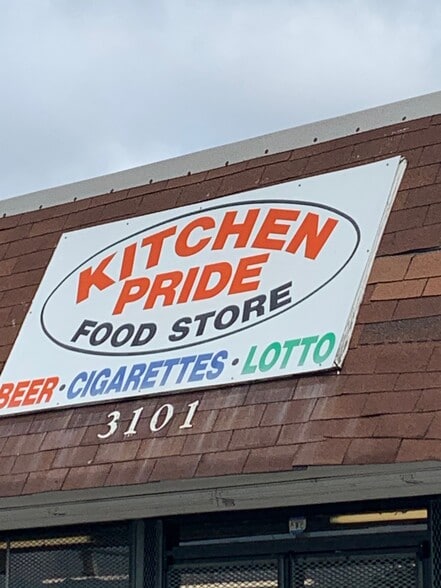 KITCHEN
PRIDE
FOOD STORE
BEER · CIGARETTES · LOTTO
3101